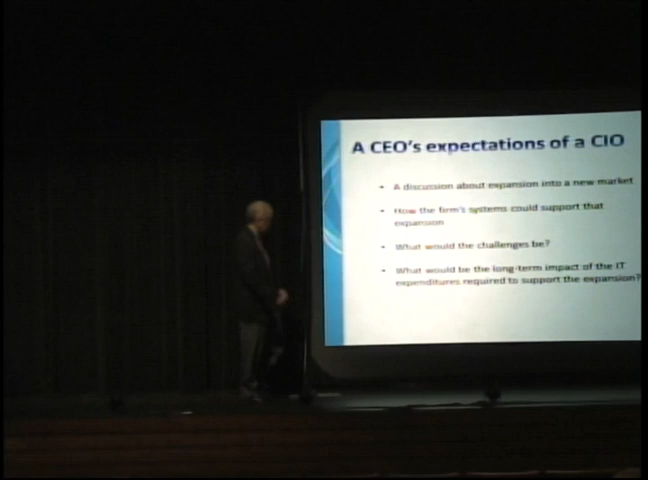 A CEO's expectations of a CIO
• A discussion about expansion into a new market
• How the firm's systems could support that
expansion
• What would the challenges be?
• What would be the long-term impact of the IT
expenditures required to support the expansion?